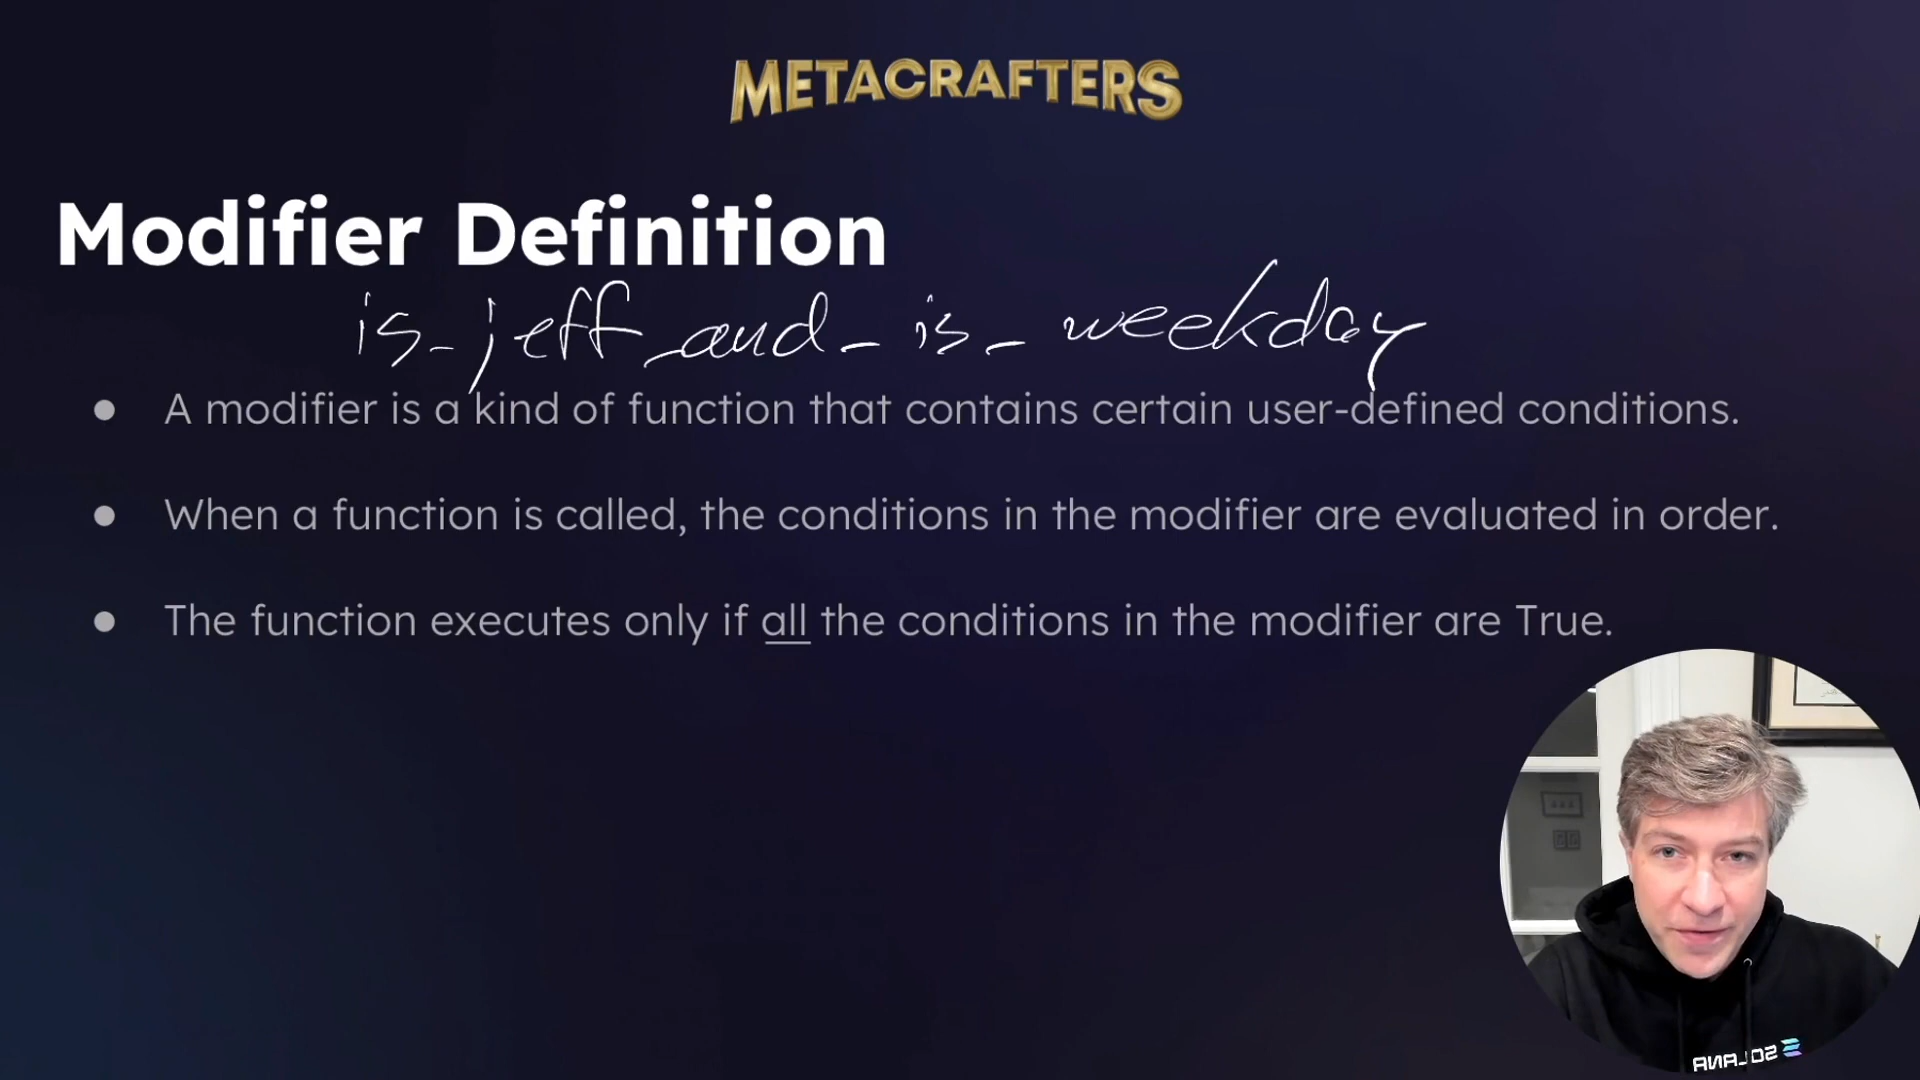 METACRAFTERS
Modifier Definition
is_jeff_and_is_weekday
● A modifier is a kind of function that contains certain user-defined conditions.
● When a function is called, the conditions in the modifier are evaluated in order.
● The function executes only if all the conditions in the modifier are True.
SOLANA